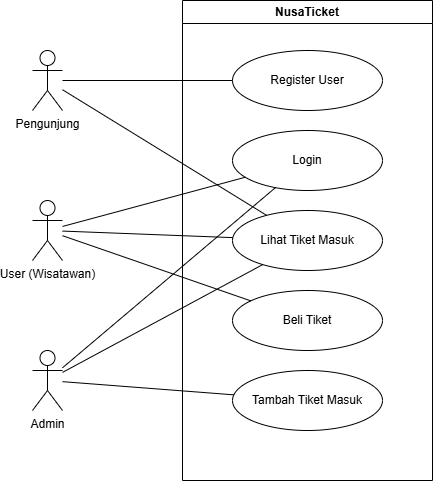 NusaTicket
Register User
Pengunjung
Login
Lihat Tiket Masuk
User (Wisatawan)
Beli Tiket
Tambah Tiket Masuk
Admin